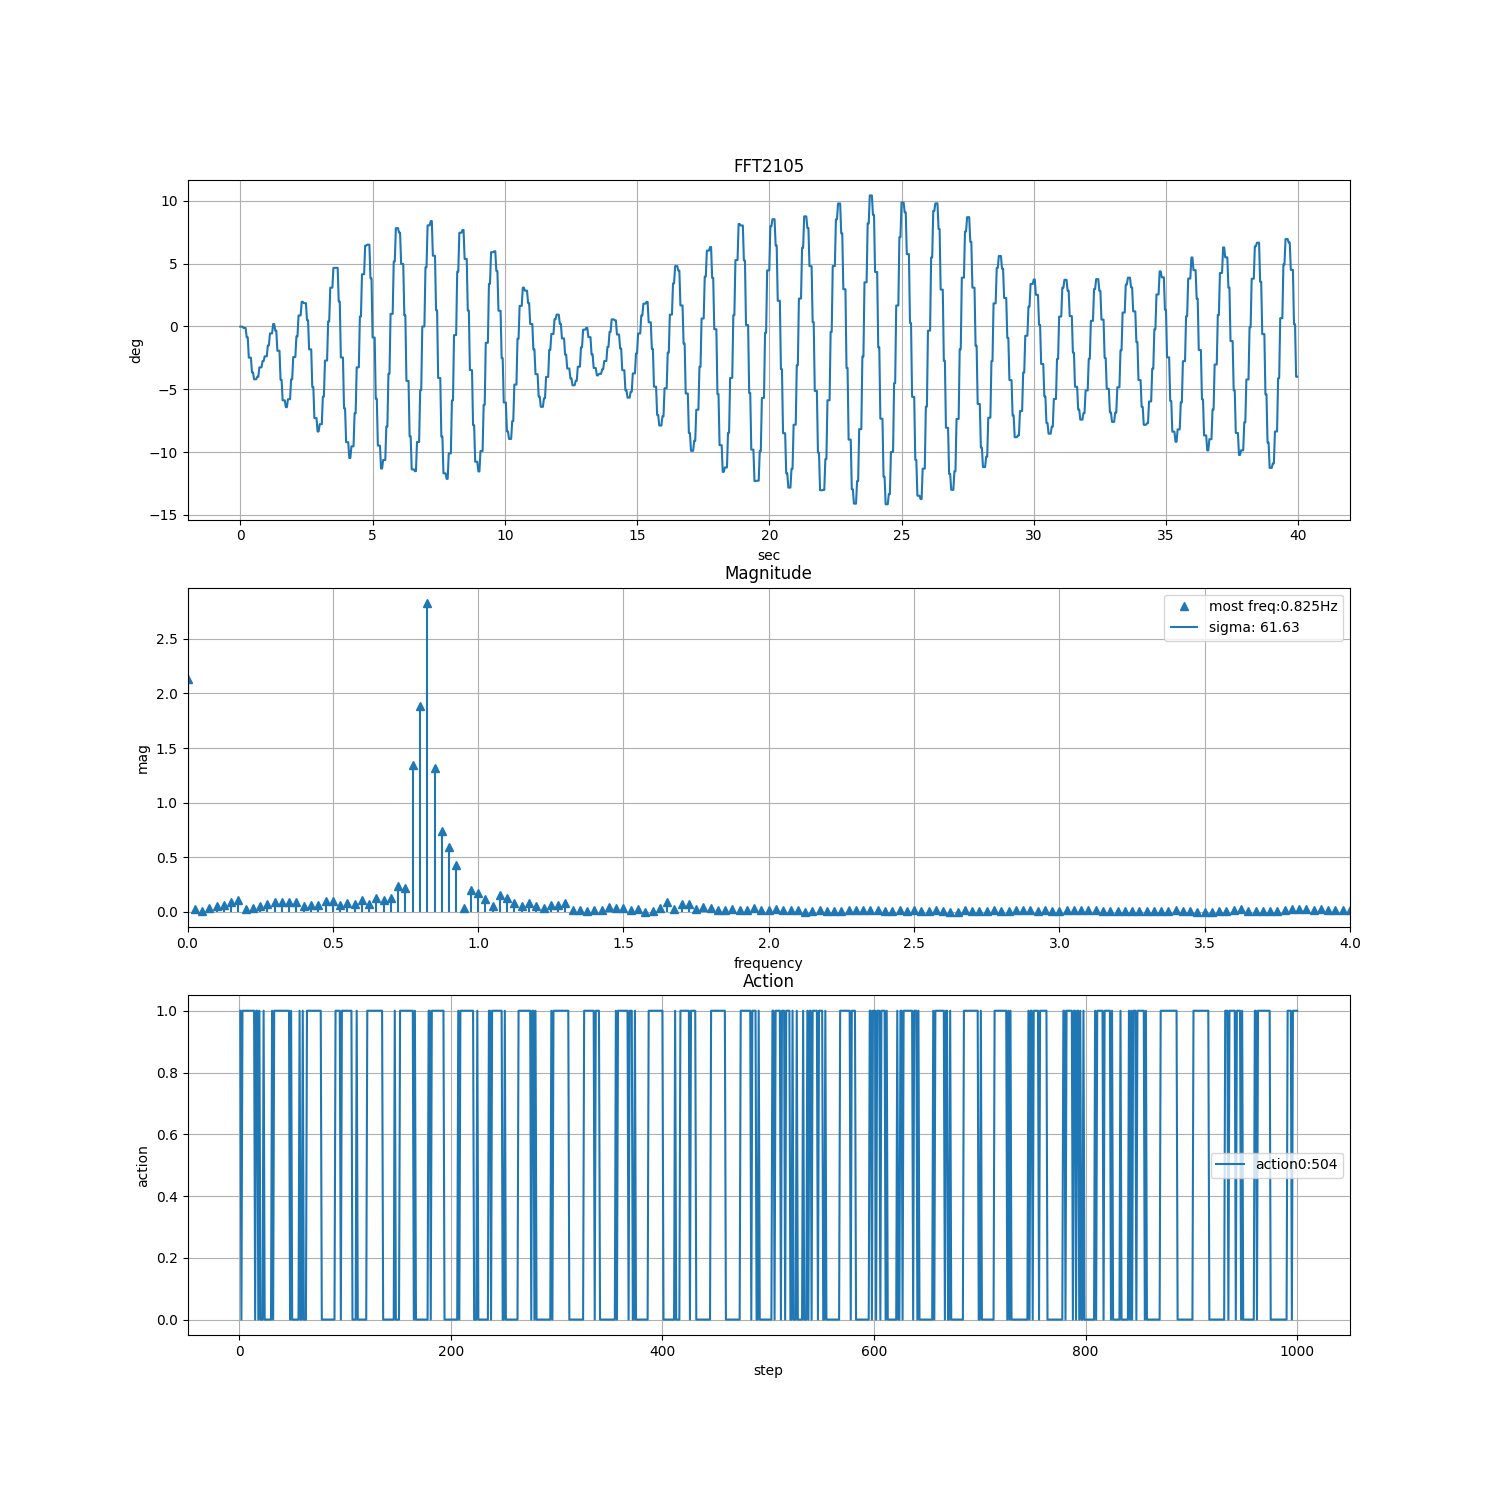 FFT2105
10
5
0
−5
−10
−15
deg
0 5 10 15 20 25 30 35 40
sec
Magnitude
most freq:0.825Hz
sigma: 61.63
2.5
2.0
1.5
1.0
0.5
0.0
mag
0.0 0.5 1.0 1.5 2.0 2.5 3.0 3.5 4.0
frequency
Action
1.0
0.8
0.6
0.4
0.2
0.0
action
action0:504
0 200 400 600 800 1000
step